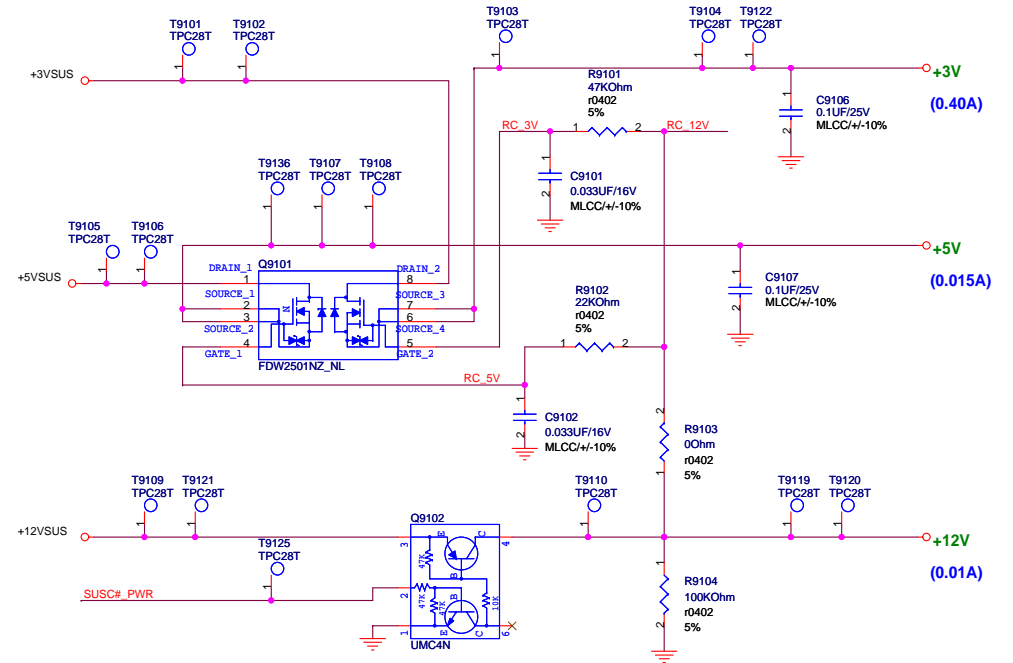 T9101
TPC28T
T9102
TPC28T
T9103
TPC28T
T9104
TPC28T
T9122
TPC28T
1
1
1
1
1
+3VSUS
+3V
(0.40A)
R9101
47KOhm
r0402
5%
C9106
0.1UF/25V
MLCC/+/-10%
1
2
RC_3V
1
2
RC_12V
C9101
0.033UF/16V
MLCC/+/-10%
1
2
T9136
TPC28T
T9107
TPC28T
T9108
TPC28T
1
1
1
T9105
TPC28T
T9106
TPC28T
1
1
+5VSUS
+5V
(0.015A)
C9107
0.1UF/25V
MLCC/+/-10%
1
2
Q9101
DRAIN_1
1
SOURCE_1
2
3
SOURCE_2
4
GATE_1
DRAIN_2
8
SOURCE_3
7
6
SOURCE_4
5
GATE_2
N
FDW2501NZ_NL
R9102
22KOhm
r0402
5%
1
2
RC_5V
C9102
0.033UF/16V
MLCC/+/-10%
1
2
R9103
0Ohm
r0402
5%
2
1
T9109
TPC28T
T9121
TPC28T
T9110
TPC28T
T9119
TPC28T
T9120
TPC28T
1
1
1
1
1
+12VSUS
+12V
(0.01A)
T9125
TPC28T
1
SUSC#_PWR
Q9102
3
E
C
4
47K
B
2
47K
47K
B
10K
1
E
C
6
UMC4N
R9104
100KOhm
r0402
5%
1
2